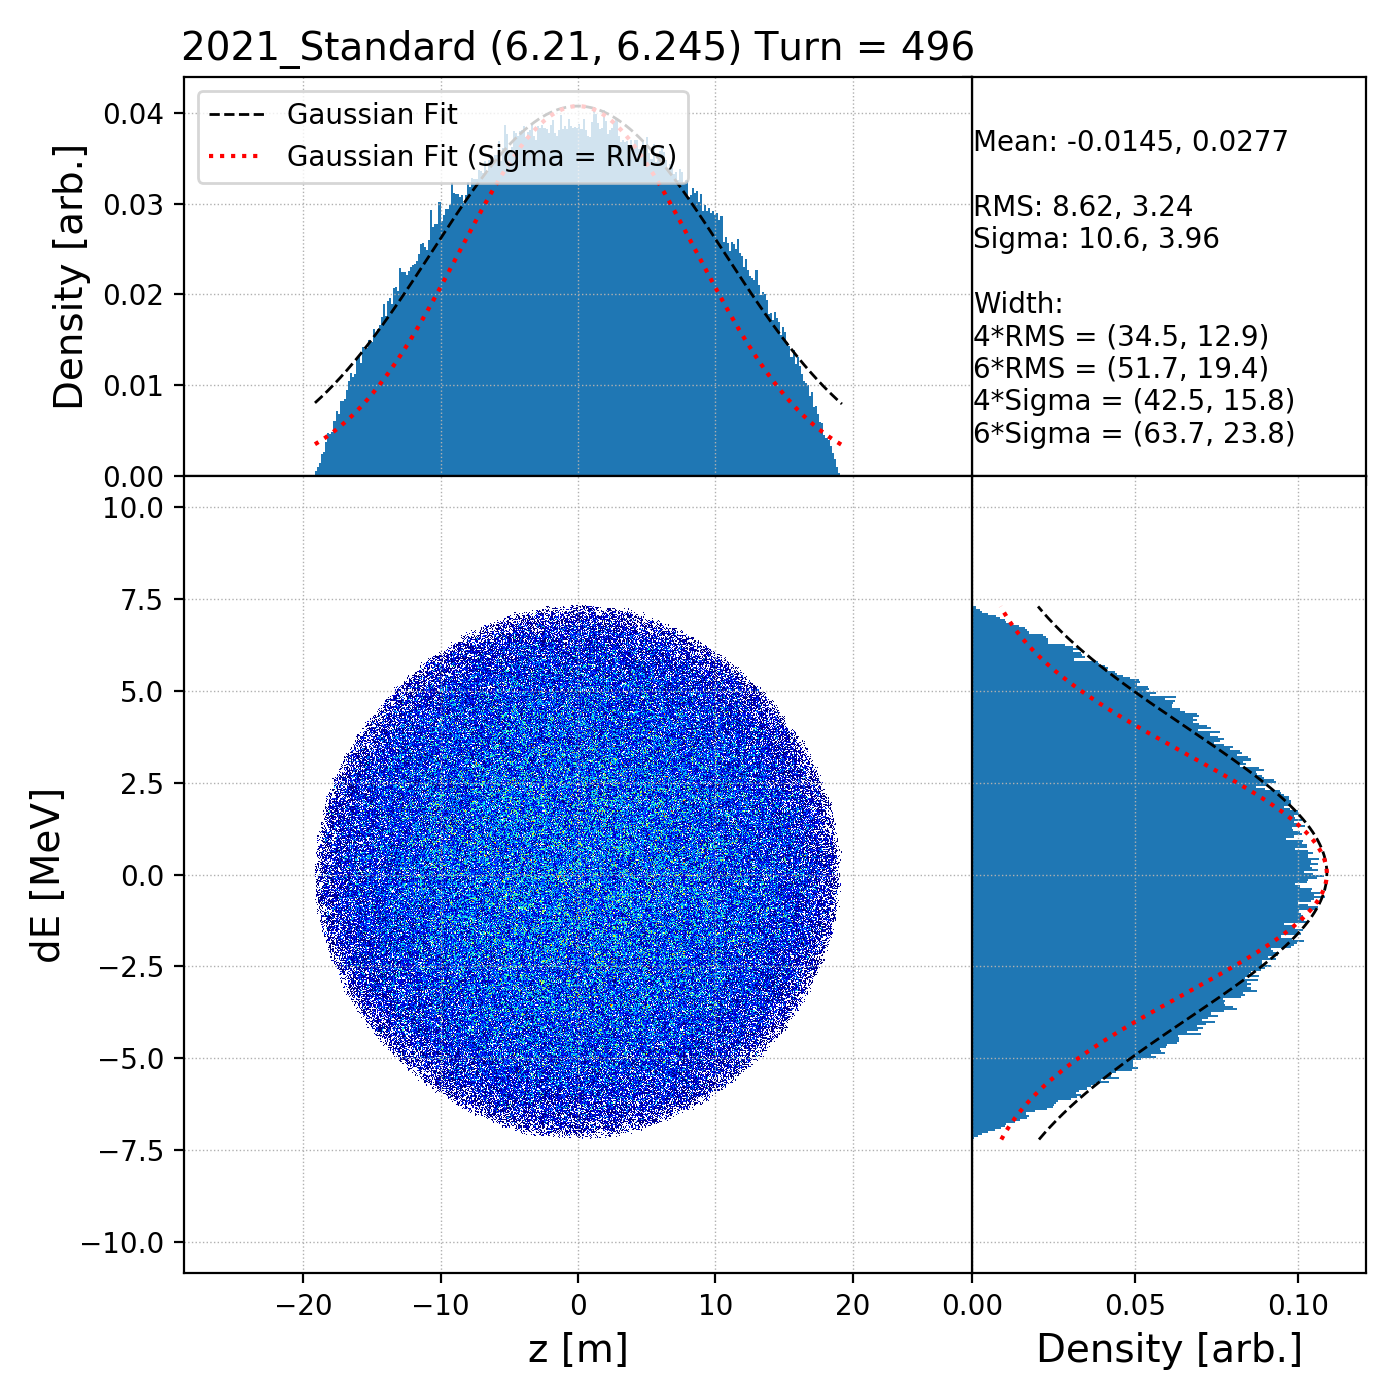 2021_Standard (6.21, 6.245) Turn = 496
Gaussian Fit
Gaussian Fit (Sigma = RMS)
Density [arb.]
0.04
0.03
0.02
0.01
0.00
Mean: -0.0145, 0.0277
RMS: 8.62, 3.24
Sigma: 10.6, 3.96
Width:
4*RMS = (34.5, 12.9)
6*RMS = (51.7, 19.4)
4*Sigma = (42.5, 15.8)
6*Sigma = (63.7, 23.8)
dE [MeV]
10.0
7.5
5.0
2.5
0.0
−2.5
−5.0
−7.5
−10.0
−20 −10 0 10 20
z [m]
0.00 0.05 0.10
Density [arb.]